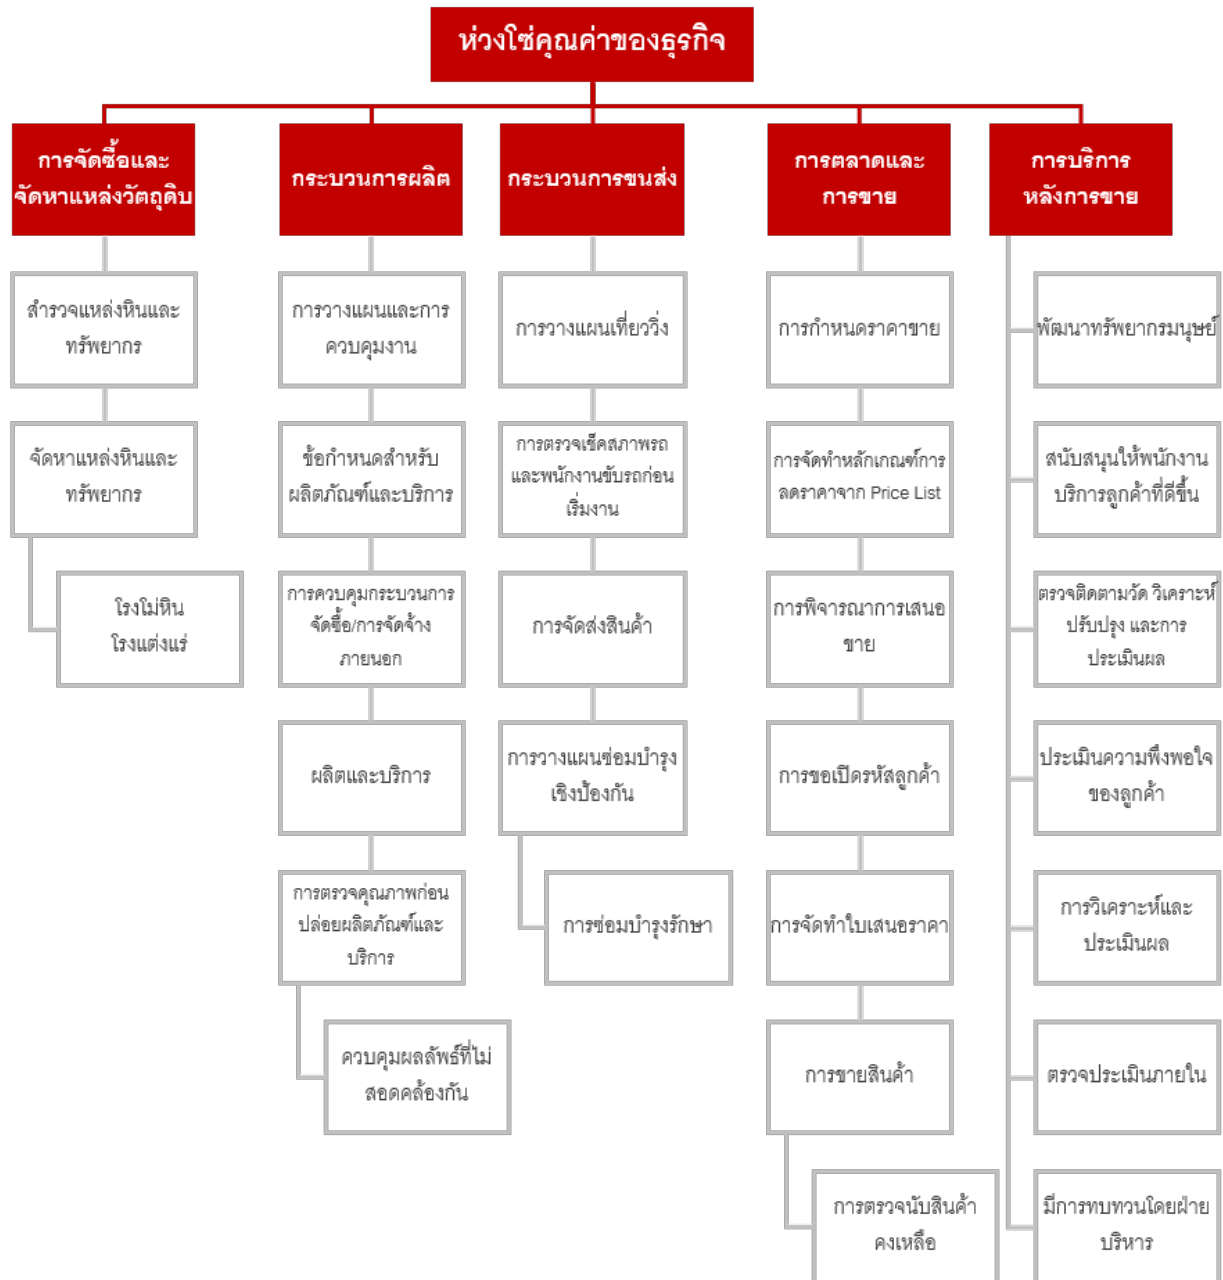 ห่วงโซ่คุณค่าของธุรกิจ
การจัดซื้อและ
จัดหาแหล่งวัตถุดิบ
สำรวจแหล่งหินและ
ทรัพยากร
จัดหาแหล่งหินและ
ทรัพยากร
โรงโม่หิน
โรงแต่งแร่
กระบวนการผลิต
การวางแผนและการ
ควบคุมงาน
ข้อกำหนดสำหรับ
ผลิตภัณฑ์และบริการ
การควบคุมกระบวนการ
จัดซื้อ/การจัดจ้าง
ภายนอก
ผลิตและบริการ
การตรวจคุณภาพก่อน
ปล่อยผลิตภัณฑ์และ
บริการ
ควบคุมผลลัพธ์ที่ไม่
สอดคล้องกัน
กระบวนการขนส่ง
การวางแผนเที่ยววิ่ง
การตรวจเช็คสภาพรถ
และพนักงานขับรถก่อน
เริ่มงาน
การจัดส่งสินค้า
การวางแผนซ่อมบำรุง
เชิงป้องกัน
การซ่อมบำรุงรักษา
การตลาดและ
การขาย
การกำหนดราคาขาย
การจัดทำหลักเกณฑ์การ
ลดราคาจาก Price List
การพิจารณาการเสนอ
ขาย
การขอเปิดรหัสลูกค้า
การจัดทำใบเสนอราคา
การขายสินค้า
การตรวจนับสินค้า
คงเหลือ
การบริการ
หลังการขาย
พัฒนาทรัพยากรมนุษย์
สนับสนุนให้พนักงาน
บริการลูกค้าที่ดีขึ้น
ตรวจติดตามวัด วิเคราะห์
ปรับปรุง และการ
ประเมินผล
ประเมินความพึงพอใจ
ของลูกค้า
การวิเคราะห์และ
ประเมินผล
ตรวจประเมินภายใน
มีการทบทวนโดยฝ่าย
บริหาร